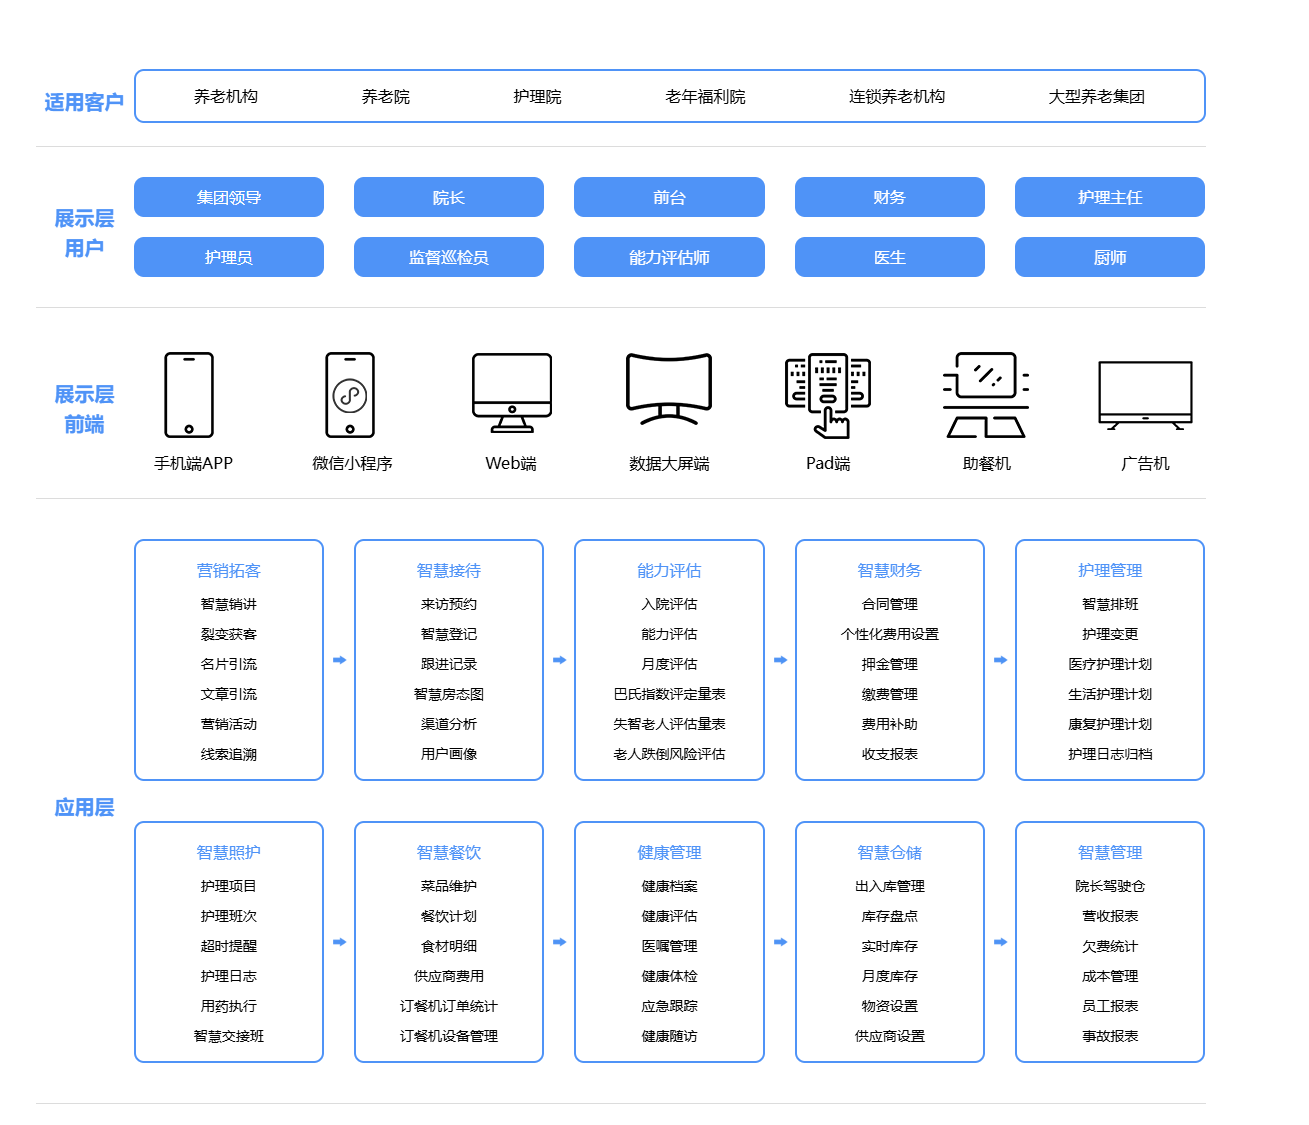 适用客户
养老机构 养老院 护理院 老年福利院 连锁养老机构 大型养老集团
展示层
用户
集团领导 院长 前台 财务 护理主任
护理员 监督巡检员 能力评估师 医生 厨师
展示层
前端
手机端APP 微信小程序 Web端 数据大屏端 Pad端 助餐机 广告机
应用层
营销拓客
智慧销讲
裂变获客
名片引流
文章引流
营销活动
线索追溯
智慧接待
来访预约
智慧登记
跟进记录
智慧房态图
渠道分析
用户画像
能力评估
入院评估
能力评估
月度评估
巴氏指数评定量表
失智老人评估量表
老人跌倒风险评估
智慧财务
合同管理
个性化费用设置
押金管理
缴费管理
费用补助
收支报表
护理管理
智慧排班
护理变更
医疗护理计划
生活护理计划
康复护理计划
护理日志归档
智慧照护
护理项目
护理班次
超时提醒
护理日志
用药执行
智慧交接班
智慧餐饮
菜品维护
餐饮计划
食材明细
供应商费用
订餐机订单统计
订餐机设备管理
健康管理
健康档案
健康评估
医嘱管理
健康体检
应急跟踪
健康随访
智慧仓储
出入库管理
库存盘点
实时库存
月度库存
物资设置
供应商设置
智慧管理
院长驾驶仓
营收报表
欠费统计
成本管理
员工报表
事故报表